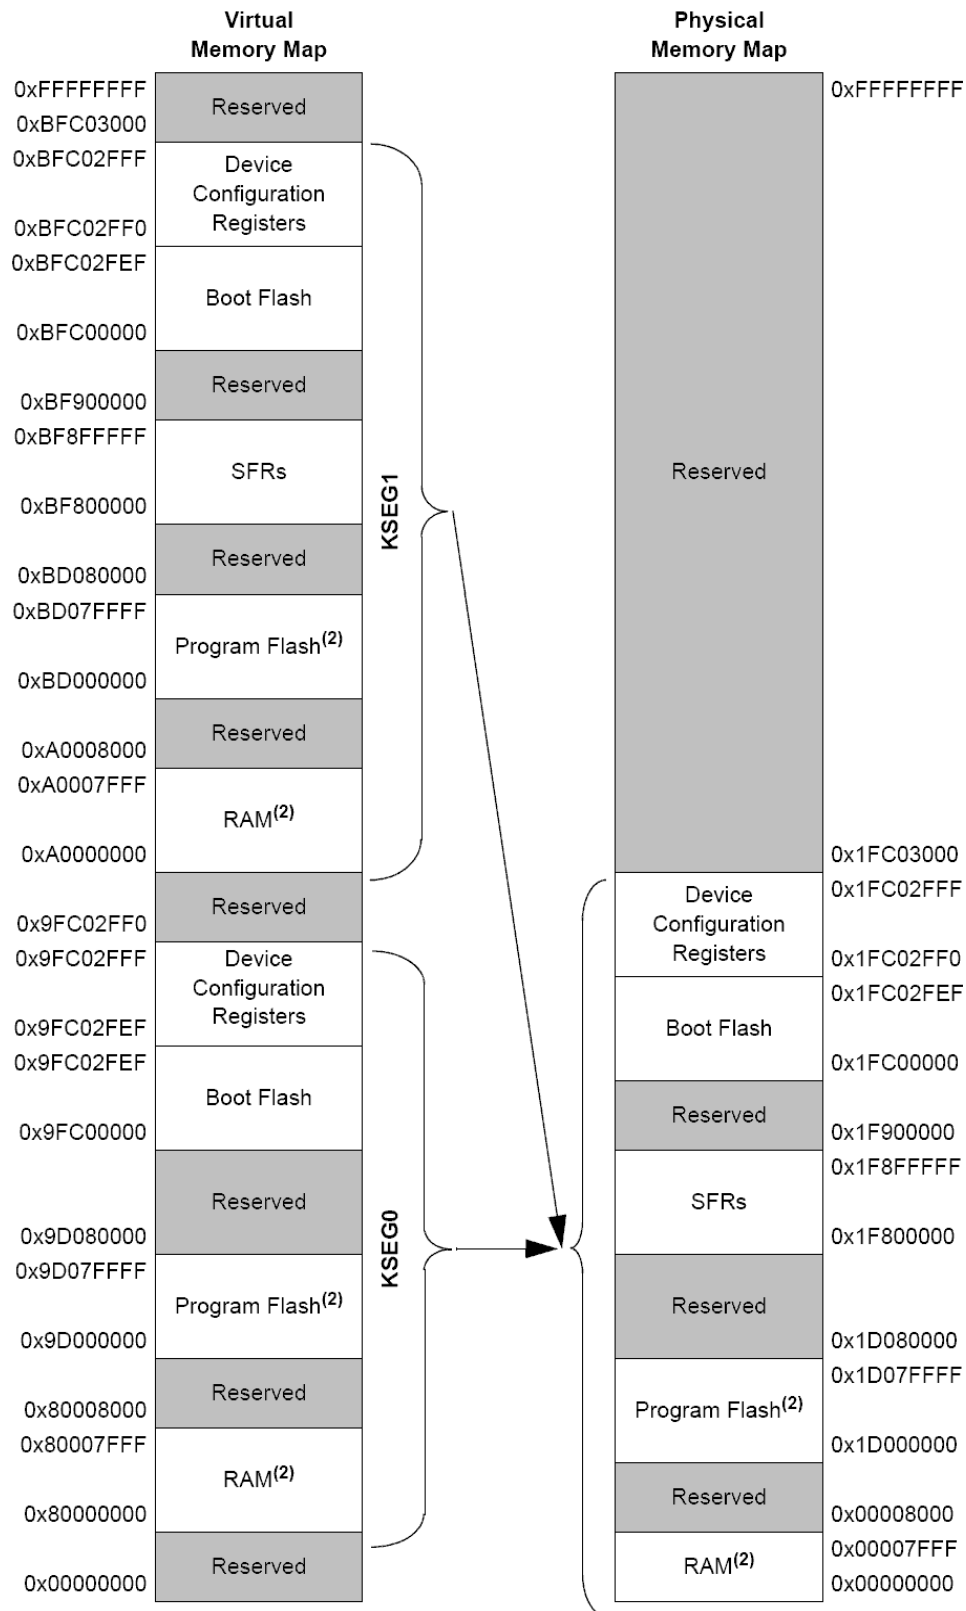 Virtual
Memory Map
0xFFFFFFFF
Reserved
0xBFC03000
0xBFC02FFF
Device
Configuration
Registers
0xBFC02FF0
0xBFC02FEF
Boot Flash
0xBFC00000
Reserved
0xBF900000
0xBF8FFFFF
SFRs
0xBF800000
Reserved
0xBD080000
0xBD07FFFF
Program Flash(2)
0xBD000000
Reserved
0xA0008000
0xA0007FFF
RAM(2)
0xA0000000
Reserved
0x9FC02FF0
0x9FC02FFF
Device
Configuration
Registers
0x9FC02FEF
0x9FC02FEF
Boot Flash
0x9FC00000
Reserved
0x9D080000
0x9D07FFFF
Program Flash(2)
0x9D000000
Reserved
0x80008000
0x80007FFF
RAM(2)
0x80000000
Reserved
0x00000000
KSEG1
KSEG0
Physical
Memory Map
0xFFFFFFFF
Reserved
0x1FC03000
0x1FC02FFF
Device
Configuration
Registers
0x1FC02FF0
0x1FC02FEF
Boot Flash
0x1FC00000
Reserved
0x1F900000
0x1F8FFFFF
SFRs
0x1F800000
Reserved
0x1D080000
0x1D07FFFF
Program Flash(2)
0x1D000000
Reserved
0x00008000
0x00007FFF
RAM(2)
0x00000000